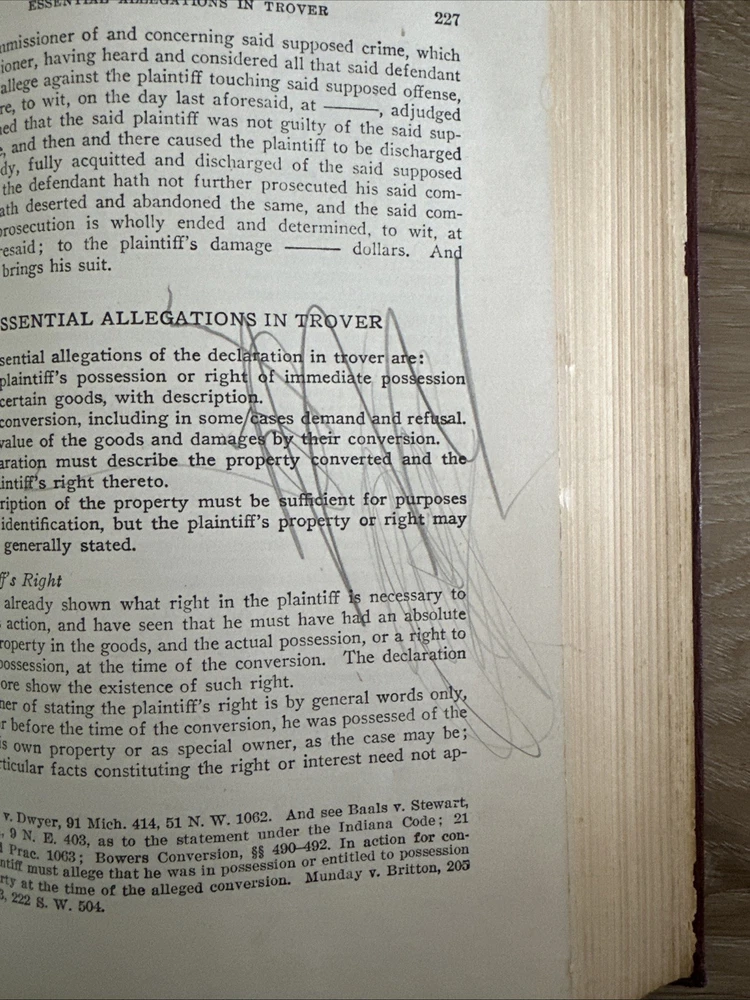 ESSENTIAL ALLEGATIONS IN TROVER 227
mmissioner of and concerning said supposed crime, which
ioner, having heard and considered all that said defendant
allege against the plaintiff touching said supposed offense,
re, to wit, on the day last aforesaid, at ———, adjudged
ned that the said plaintiff was not guilty of the said sup-
, and then and there caused the plaintiff to be discharged
dy, fully acquitted and discharged of the said supposed
the defendant hath not further prosecuted his said com-
ath deserted and abandoned the same, and the said com-
prosecution is wholly ended and determined, to wit, at
resaid; to the plaintiff's damage ——— dollars. And
brings his suit.
SSENTIAL ALLEGATIONS IN TROVER
sential allegations of the declaration in trover are:
plaintiff's possession or right of immediate possession
certain goods, with description.
conversion, including in some cases demand and refusal.
value of the goods and damages by their conversion.
aration must describe the property converted and the
intiff's right thereto.
ription of the property must be sufficient for purposes
identification, but the plaintiff's property or right may
generally stated.
ff's Right
already shown what right in the plaintiff is necessary to
action, and have seen that he must have had an absolute
roperty in the goods, and the actual possession, or a right to
possession, at the time of the conversion. The declaration
ore show the existence of such right.
ner of stating the plaintiff's right is by general words only,
r before the time of the conversion, he was possessed of the
s own property or as special owner, as the case may be;
ticular facts constituting the right or interest need not ap-
v. Dwyer, 91 Mich. 414, 51 N. W. 1062. And see Baals v. Stewart,
, 9 N. E. 403, as to the statement under the Indiana Code; 21
l Prac. 1063; Bowers Conversion, §§ 490-492. In action for con-
ntiff must allege that he was in possession or entitled to possession
rty at the time of the alleged conversion. Munday v. Britton, 205
3, 222 S. W. 504.